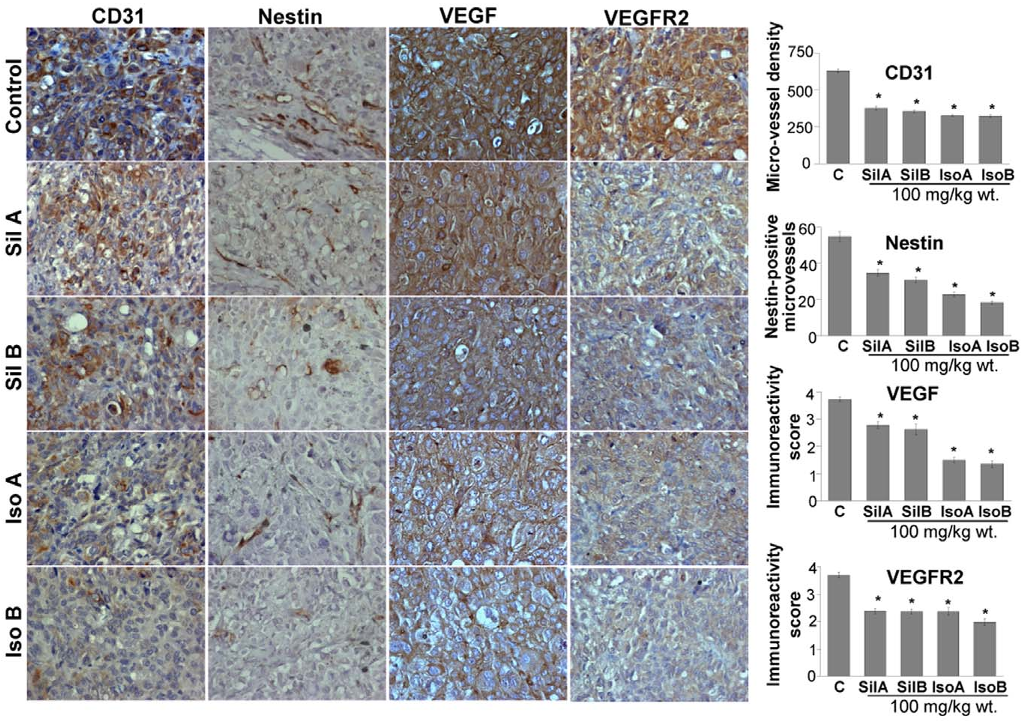 CD31 Nestin VEGF VEGFR2
Control
Sil A
Sil B
Iso A
Iso B
Micro-vessel density
750
500
250
0
CD31
* * * *
C SilA SilB IsoA IsoB
100 mg/kg wt.
Nestin-positive
microvessels
60
40
20
0
Nestin
* * * *
C SilA SilB IsoA IsoB
100 mg/kg wt.
Immunoreactivity
score
4
3
2
1
0
VEGF
* * * *
C SilA SilB IsoA IsoB
100 mg/kg wt.
Immunoreactivity
score
4
3
2
1
0
VEGFR2
* * * *
C SilA SilB IsoA IsoB
100 mg/kg wt.